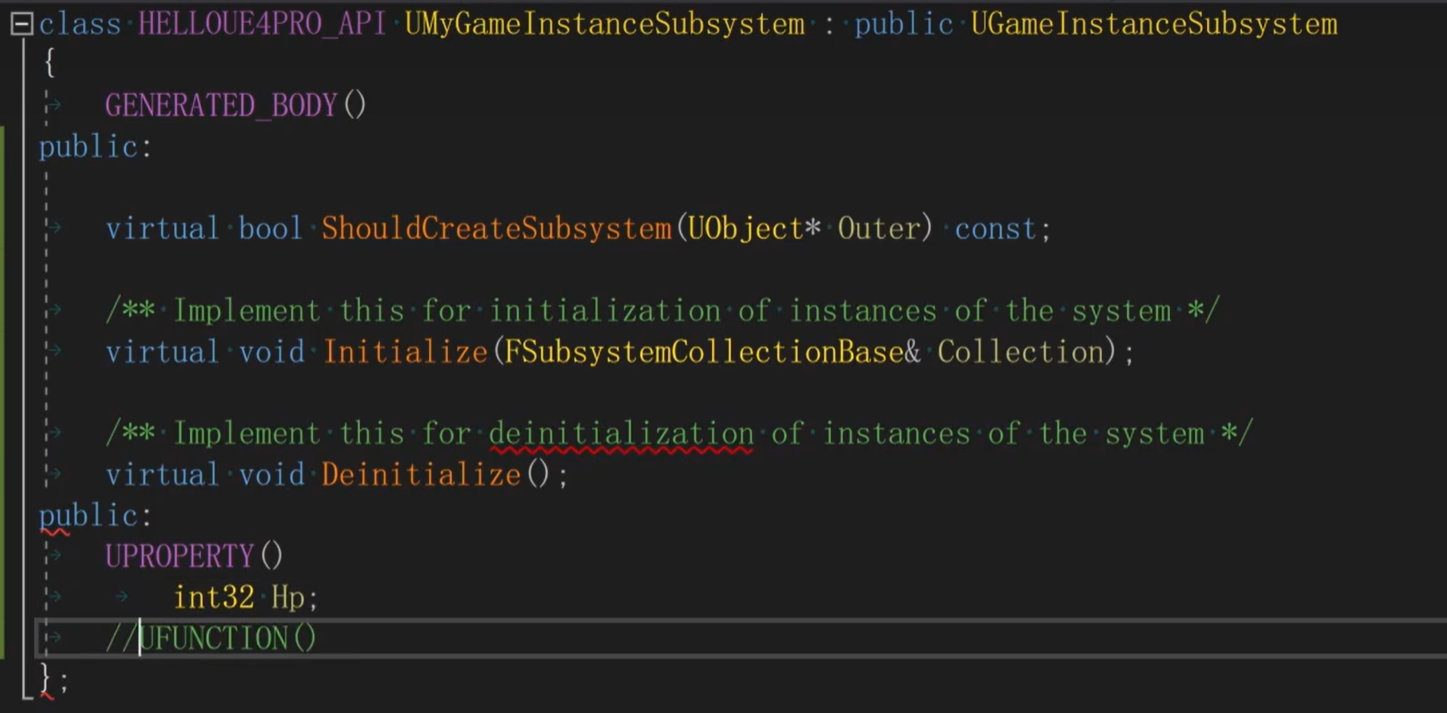 class HELLOUE4PRO_API UMyGameInstanceSubsystem : public UGameInstanceSubsystem
{
GENERATED_BODY()
public:
virtual bool ShouldCreateSubsystem(UObject* Outer) const;
/** Implement this for initialization of instances of the system */
virtual void Initialize(FSubsystemCollectionBase& Collection);
/** Implement this for deinitialization of instances of the system */
virtual void Deinitialize();
public:
UPROPERTY()
int32 Hp;
//UFUNCTION()
};